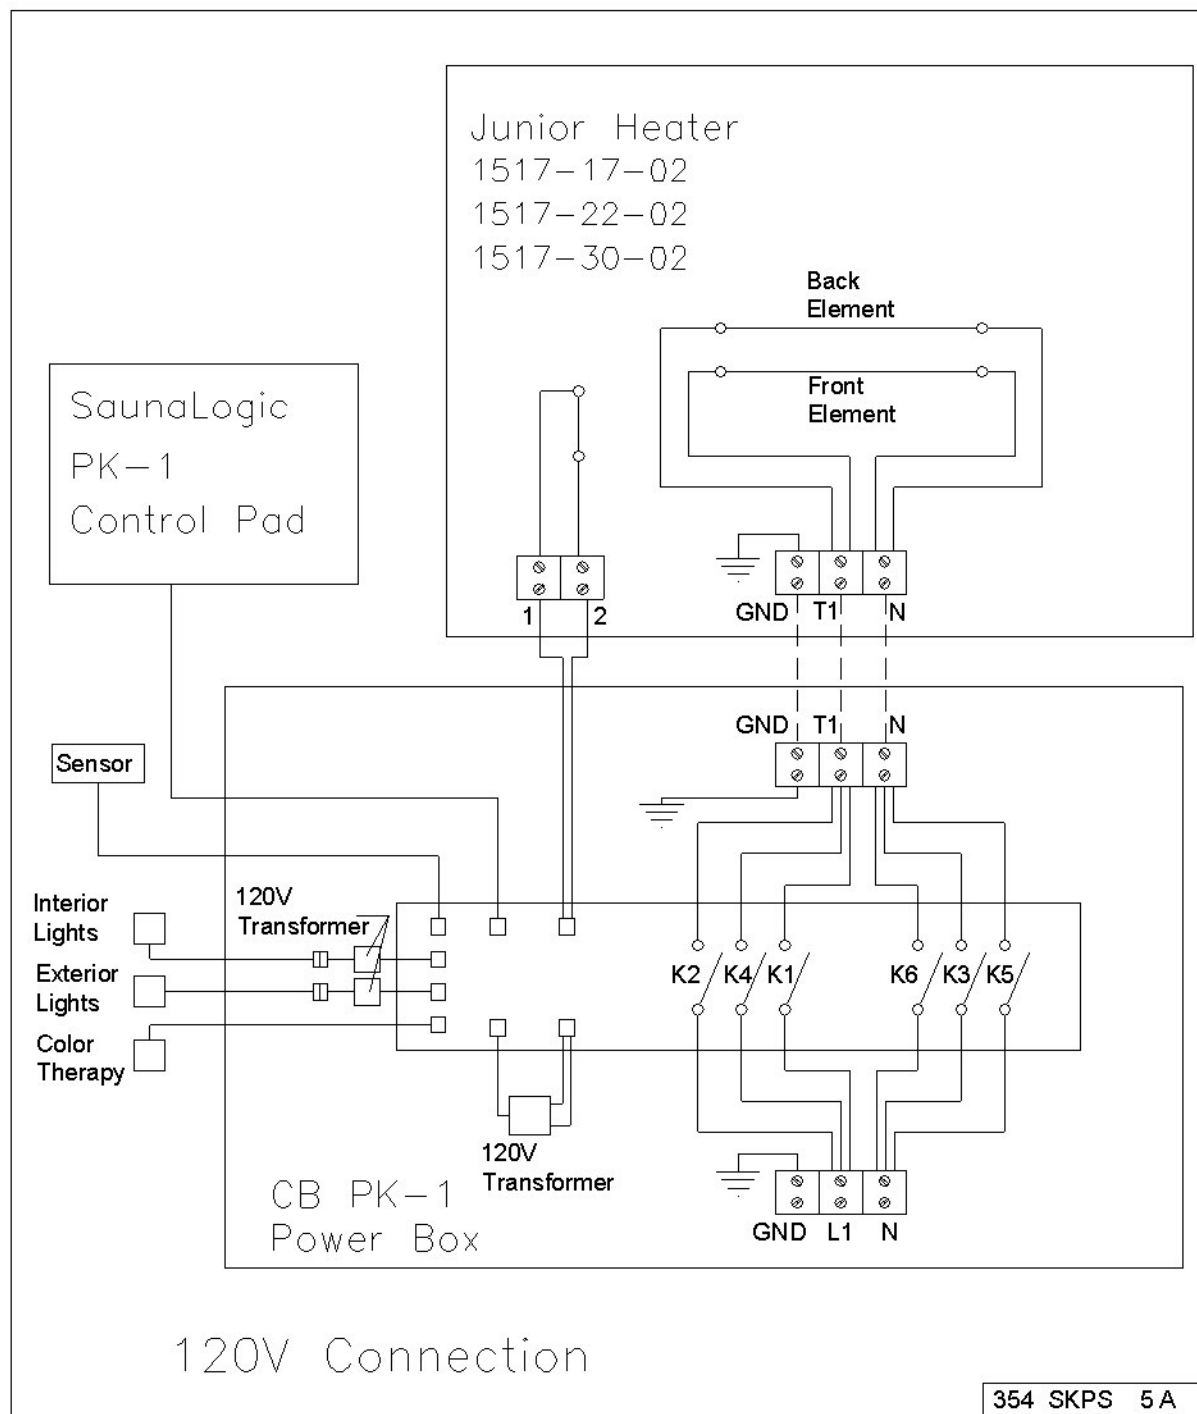 Junior Heater
1517-17-02
1517-22-02
1517-30-02
Back
Element
Front
Element
SaunaLogic
PK-1
Control Pad
1 2
GND T1 N
GND T1 N
Sensor
Interior
Lights
120V
Transformer
Exterior
Lights
Color
Therapy
K2 K4 K1 K6 K3 K5
120V
Transformer
CB PK-1
Power Box
GND L1 N
120V Connection
354 SKPS 5 A